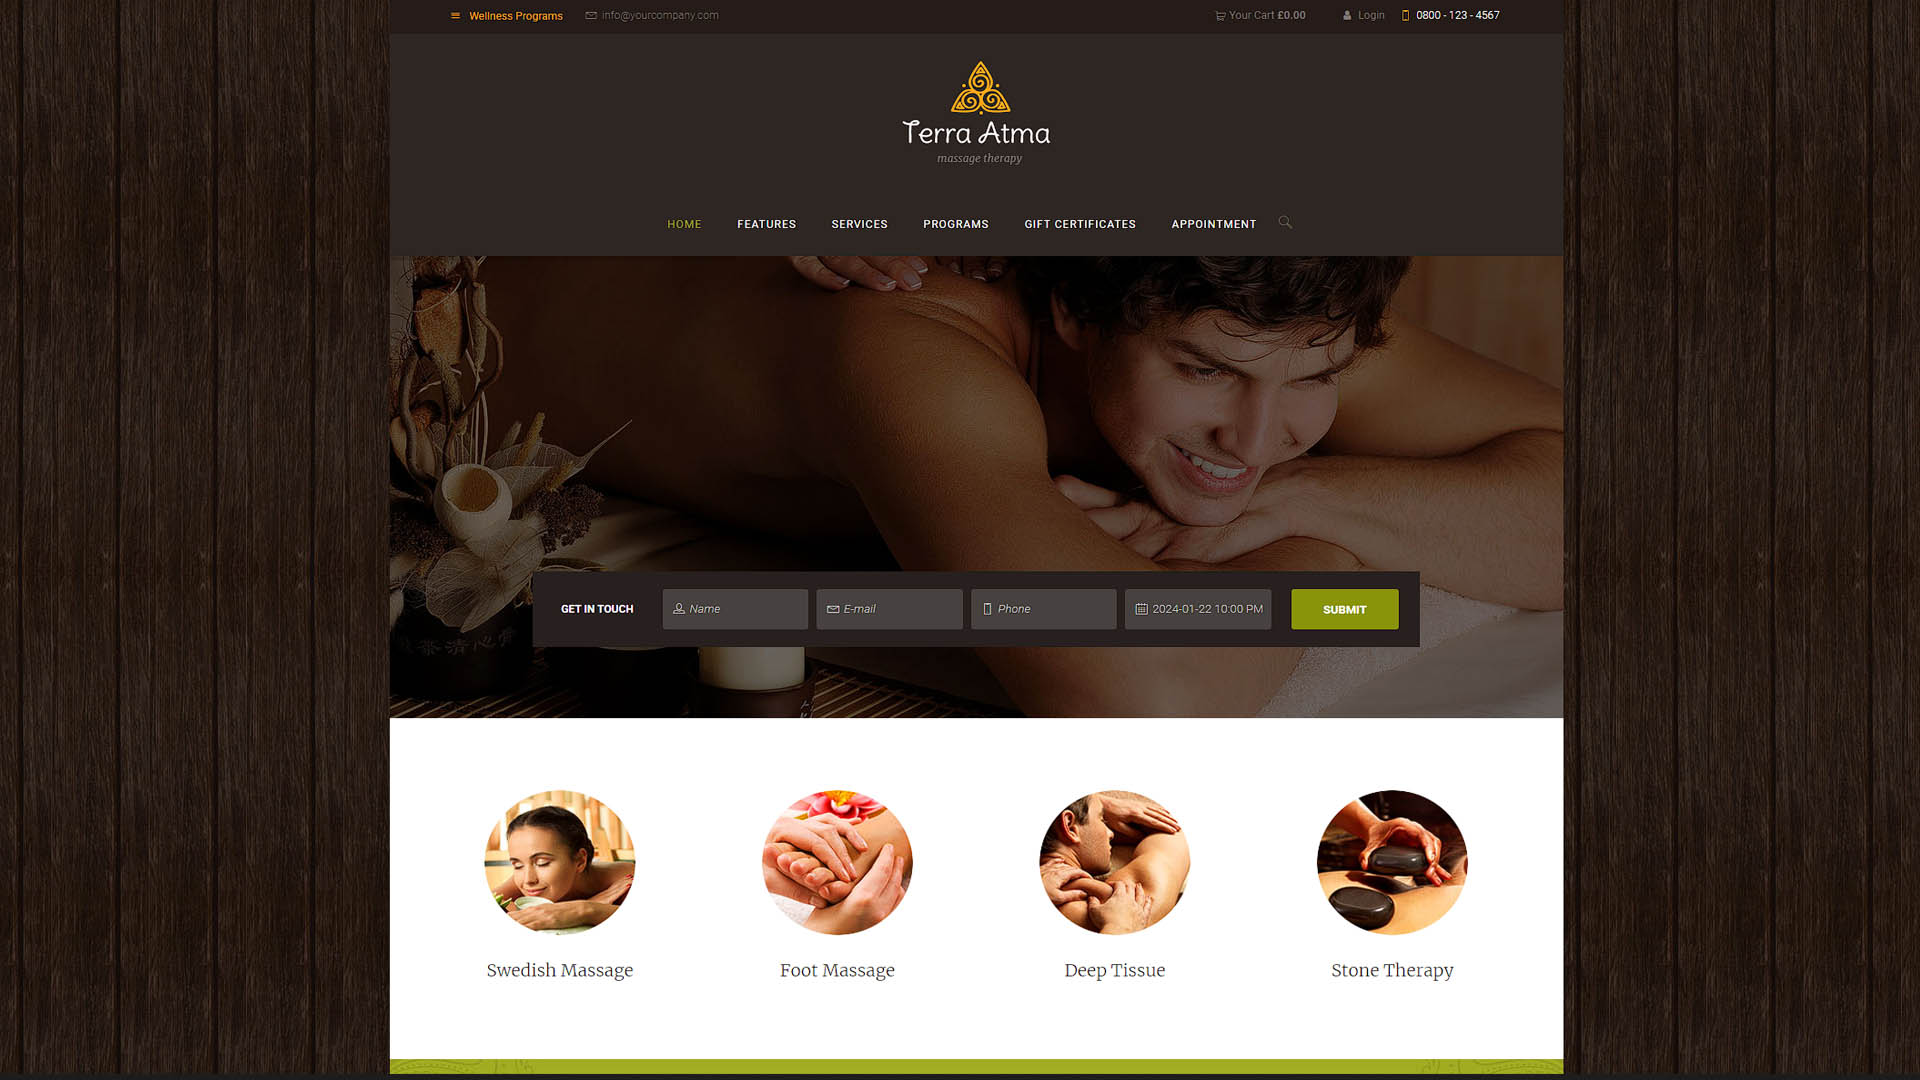 Wellness Programs
info@yourcompany.com
Your Cart £0.00
Login
0800 - 123 - 4567
Terra Atma
massage therapy
HOME
FEATURES
SERVICES
PROGRAMS
GIFT CERTIFICATES
APPOINTMENT
GET IN TOUCH
Name
E-mail
Phone
2024-01-22 10:00 PM
SUBMIT
Swedish Massage
Foot Massage
Deep Tissue
Stone Therapy